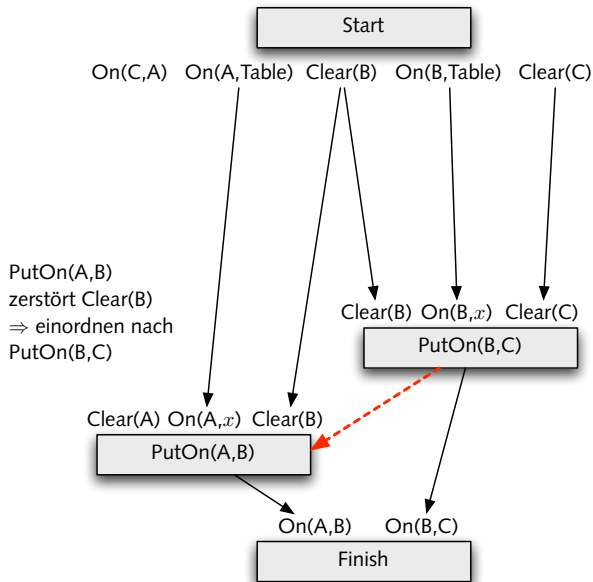 Start
On(C,A) On(A,Table) Clear(B) On(B,Table) Clear(C)
PutOn(A,B)
zerstört Clear(B)
⇒ einordnen nach
PutOn(B,C)
Clear(B) On(B,x) Clear(C)
PutOn(B,C)
Clear(A) On(A,x) Clear(B)
PutOn(A,B)
On(A,B) On(B,C)
Finish